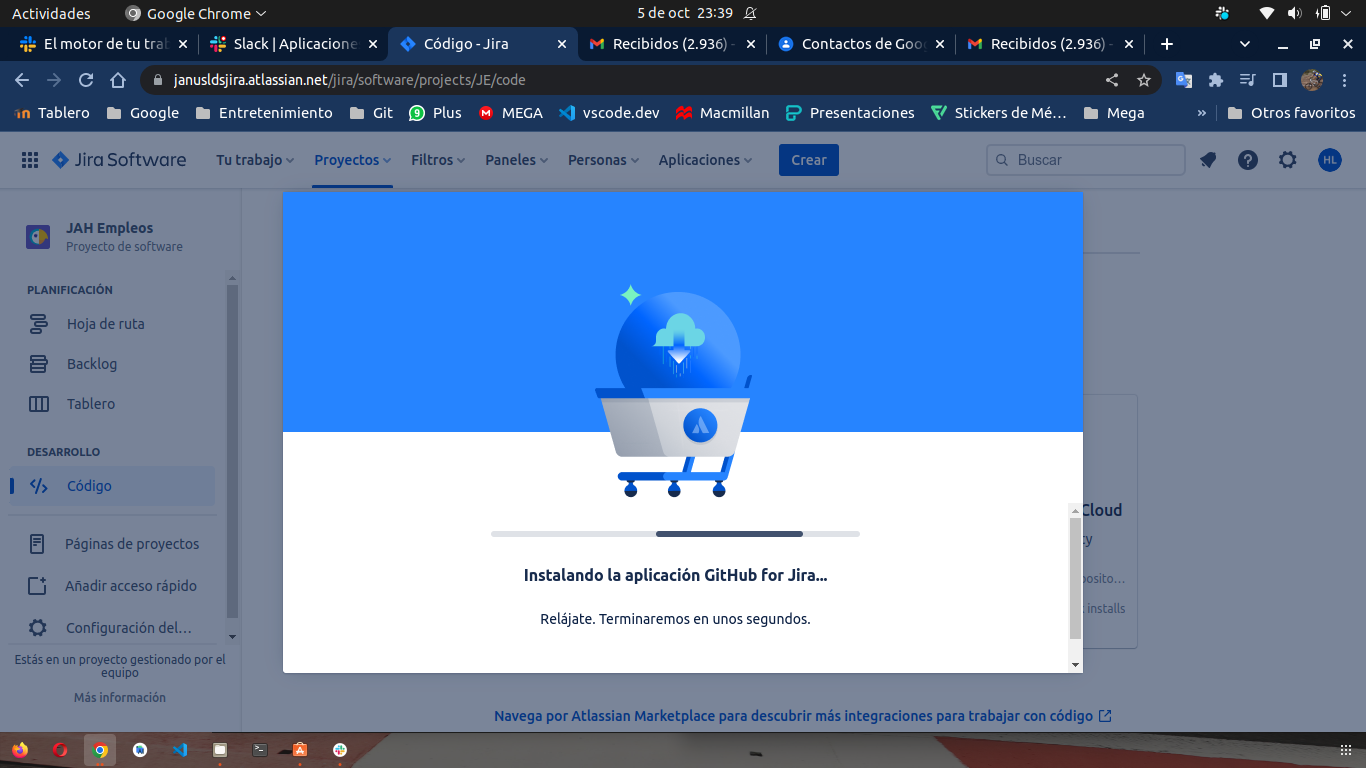 Actividades
Google Chrome
5 de oct 23:39
El motor de tu tra
Slack | Aplicacione
Código - Jira
Recibidos (2.936) -
Contactos de Goo
Recibidos (2.936) -
janusldsjira.atlassian.net/jira/software/projects/JE/code
Tablero
Google
Entretenimiento
Git
Plus
MEGA
vscode.dev
Macmillan
Presentaciones
Stickers de Mé…
Mega
»
Otros favoritos
Jira Software
Tu trabajo
Proyectos
Filtros
Paneles
Personas
Aplicaciones
Crear
Buscar
HL
JAH Empleos
Proyecto de software
PLANIFICACIÓN
Hoja de ruta
Backlog
Tablero
DESARROLLO
Código
Páginas de proyectos
Añadir acceso rápido
Configuración del…
Estás en un proyecto gestionado por el
equipo
Más información
Instalando la aplicación GitHub for Jira...
Relájate. Terminaremos en unos segundos.
Cloud
ty
posito…
installs
Navega por Atlassian Marketplace para descubrir más integraciones para trabajar con código